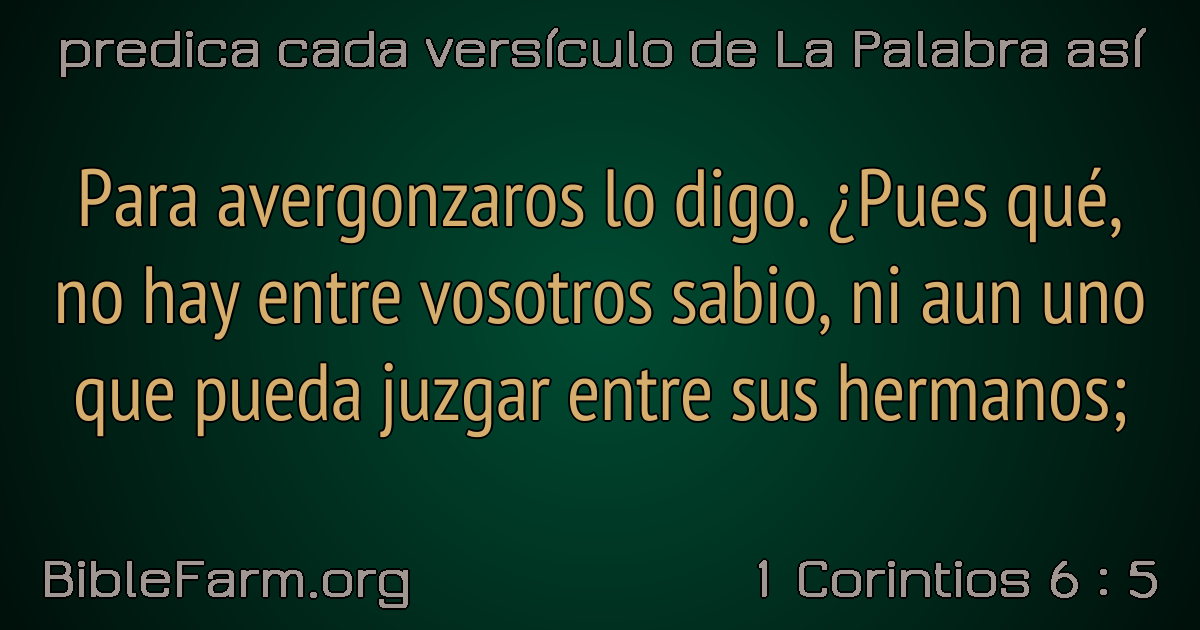 predica cada versículo de La Palabra así
Para avergonzaros lo digo. ¿Pues qué,
no hay entre vosotros sabio, ni aun uno
que pueda juzgar entre sus hermanos;
BibleFarm.org
1 Corintios 6 : 5